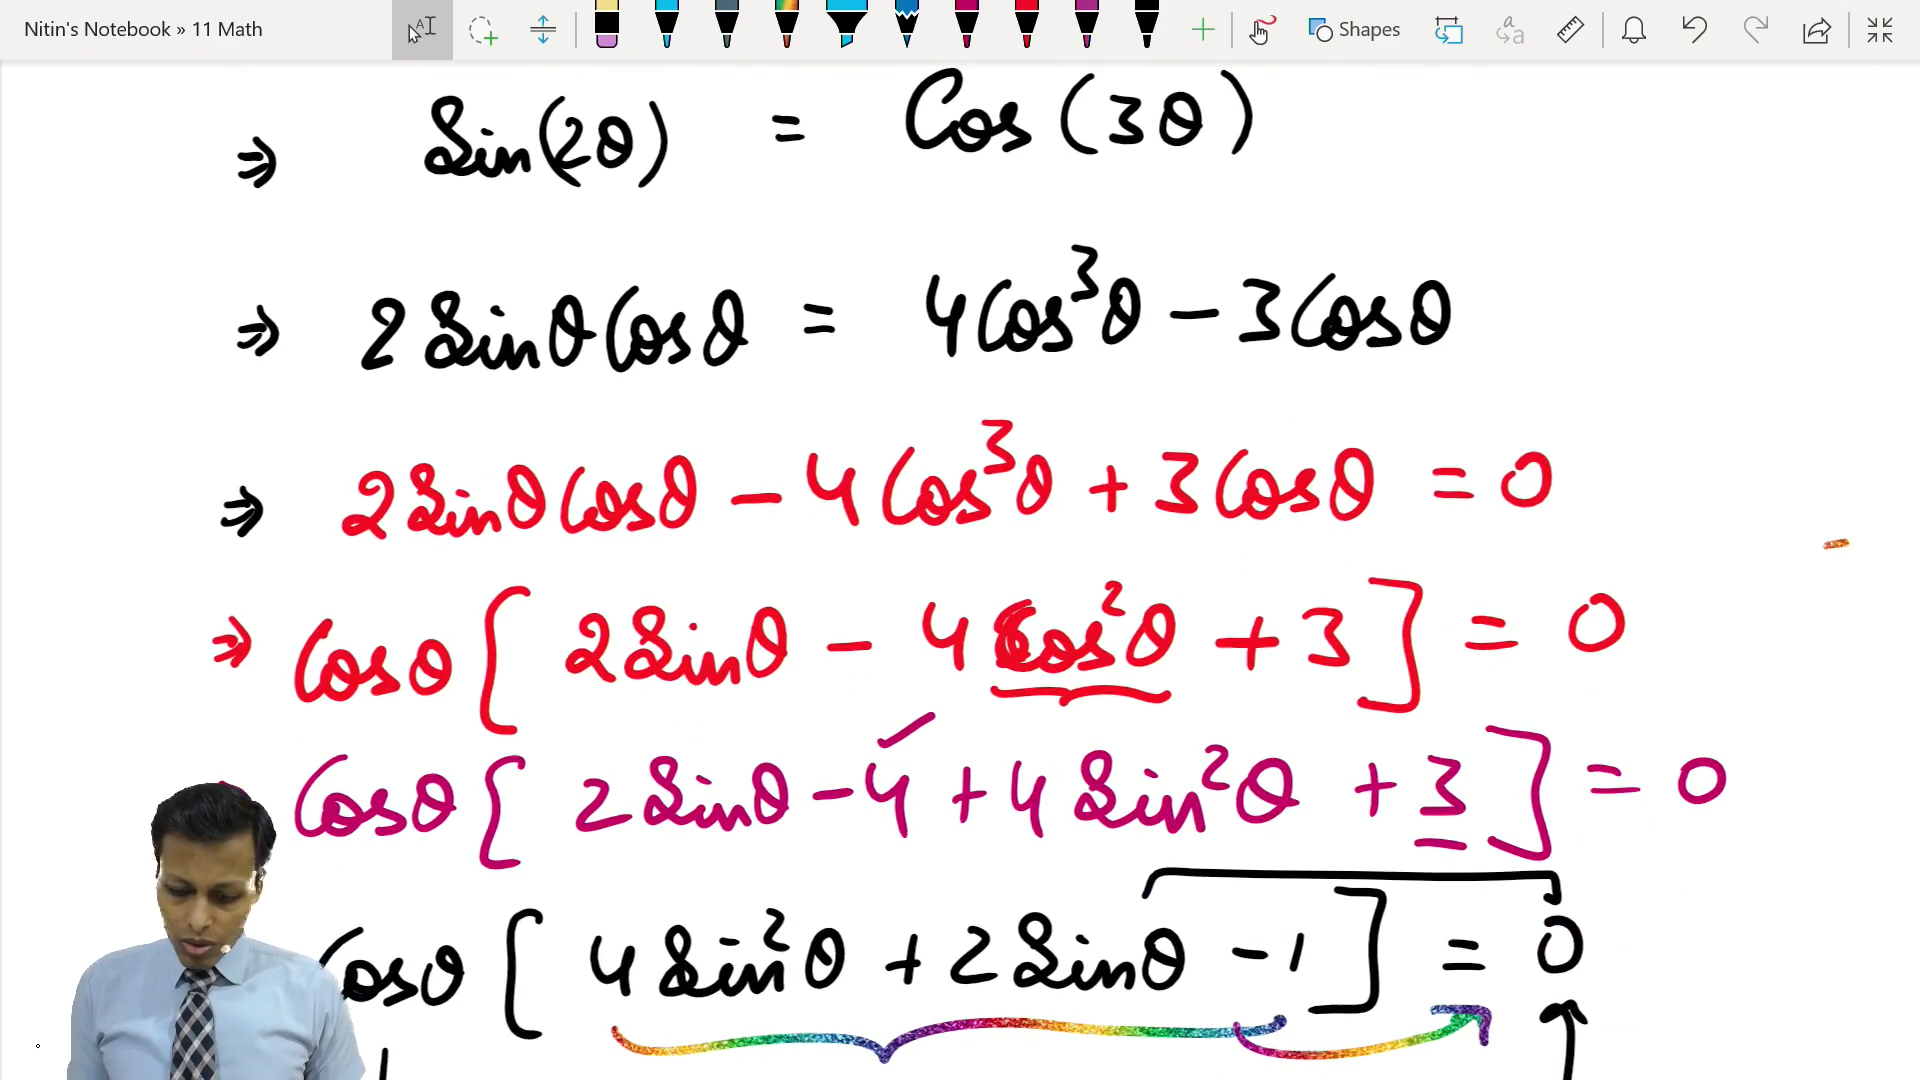 Nitin's Notebook » 11 Math
Shapes
⇒ Sin(2θ) = Cos(3θ)
⇒ 2SinθCosθ = 4Cos³θ − 3Cosθ
⇒ 2SinθCosθ − 4Cos³θ + 3Cosθ = 0
⇒ Cosθ[2Sinθ − 4Cos²θ + 3] = 0
Cosθ[2Sinθ − 4 + 4Sin²θ + 3] = 0
Cosθ[4Sin²θ + 2Sinθ − 1] = 0